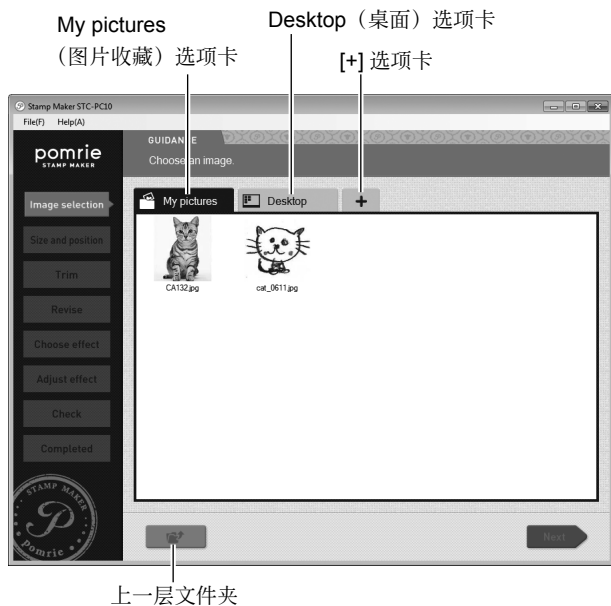 My pictures
（图片收藏）选项卡
Desktop（桌面）选项卡
[+] 选项卡
Stamp Maker STC-PC10
File(F) Help(A)
pomrie
STAMP MAKER
GUIDANCE
Choose an image.
Image selection
My pictures
Desktop
+
Size and position
Trim
Revise
Choose effect
Adjust effect
Check
Completed
CA132.jpg
cat_0611.jpg
STAMP MAKER
P
Pomrie
Next
上一层文件夹